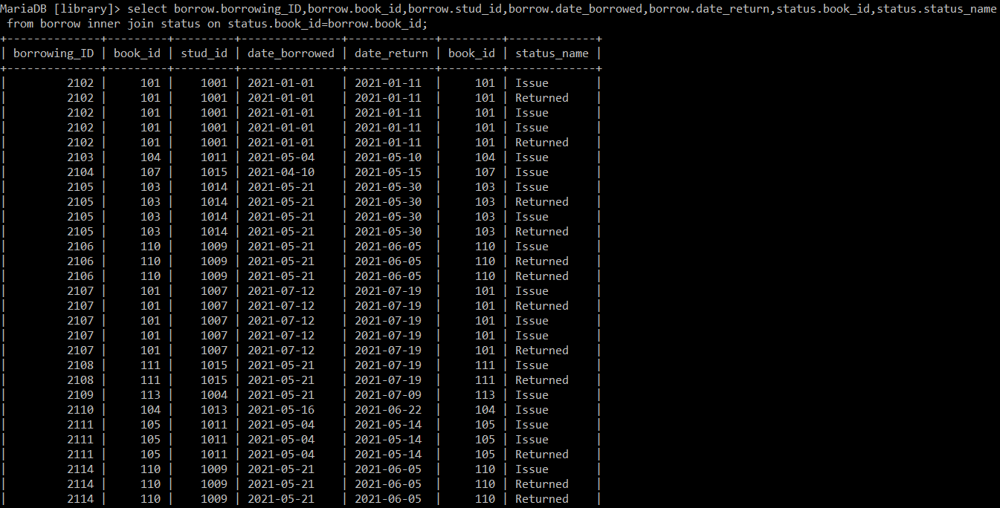 MariaDB [library]> select borrow.borrowing_ID,borrow.book_id,borrow.stud_id,borrow.date_borrowed,borrow.date_return,status.book_id,status.status_name
 from borrow inner join status on status.book_id=borrow.book_id;
+--------------+---------+---------+---------------+-------------+---------+-------------+
| borrowing_ID | book_id | stud_id | date_borrowed | date_return | book_id | status_name |
+--------------+---------+---------+---------------+-------------+---------+-------------+
|         2102 |     101 |    1001 | 2021-01-01    | 2021-01-11  |     101 | Issue       |
|         2102 |     101 |    1001 | 2021-01-01    | 2021-01-11  |     101 | Returned    |
|         2102 |     101 |    1001 | 2021-01-01    | 2021-01-11  |     101 | Issue       |
|         2102 |     101 |    1001 | 2021-01-01    | 2021-01-11  |     101 | Issue       |
|         2102 |     101 |    1001 | 2021-01-01    | 2021-01-11  |     101 | Returned    |
|         2103 |     104 |    1011 | 2021-05-04    | 2021-05-10  |     104 | Issue       |
|         2104 |     107 |    1015 | 2021-04-10    | 2021-05-15  |     107 | Issue       |
|         2105 |     103 |    1014 | 2021-05-21    | 2021-05-30  |     103 | Issue       |
|         2105 |     103 |    1014 | 2021-05-21    | 2021-05-30  |     103 | Returned    |
|         2105 |     103 |    1014 | 2021-05-21    | 2021-05-30  |     103 | Issue       |
|         2105 |     103 |    1014 | 2021-05-21    | 2021-05-30  |     103 | Returned    |
|         2106 |     110 |    1009 | 2021-05-21    | 2021-06-05  |     110 | Issue       |
|         2106 |     110 |    1009 | 2021-05-21    | 2021-06-05  |     110 | Returned    |
|         2106 |     110 |    1009 | 2021-05-21    | 2021-06-05  |     110 | Returned    |
|         2107 |     101 |    1007 | 2021-07-12    | 2021-07-19  |     101 | Issue       |
|         2107 |     101 |    1007 | 2021-07-12    | 2021-07-19  |     101 | Returned    |
|         2107 |     101 |    1007 | 2021-07-12    | 2021-07-19  |     101 | Issue       |
|         2107 |     101 |    1007 | 2021-07-12    | 2021-07-19  |     101 | Issue       |
|         2107 |     101 |    1007 | 2021-07-12    | 2021-07-19  |     101 | Returned    |
|         2108 |     111 |    1015 | 2021-05-21    | 2021-07-19  |     111 | Issue       |
|         2108 |     111 |    1015 | 2021-05-21    | 2021-07-19  |     111 | Returned    |
|         2109 |     113 |    1004 | 2021-05-21    | 2021-07-09  |     113 | Issue       |
|         2110 |     104 |    1013 | 2021-05-16    | 2021-06-22  |     104 | Issue       |
|         2111 |     105 |    1011 | 2021-05-04    | 2021-05-14  |     105 | Issue       |
|         2111 |     105 |    1011 | 2021-05-04    | 2021-05-14  |     105 | Issue       |
|         2111 |     105 |    1011 | 2021-05-04    | 2021-05-14  |     105 | Returned    |
|         2114 |     110 |    1009 | 2021-05-21    | 2021-06-05  |     110 | Issue       |
|         2114 |     110 |    1009 | 2021-05-21    | 2021-06-05  |     110 | Returned    |
|         2114 |     110 |    1009 | 2021-05-21    | 2021-06-05  |     110 | Returned    |